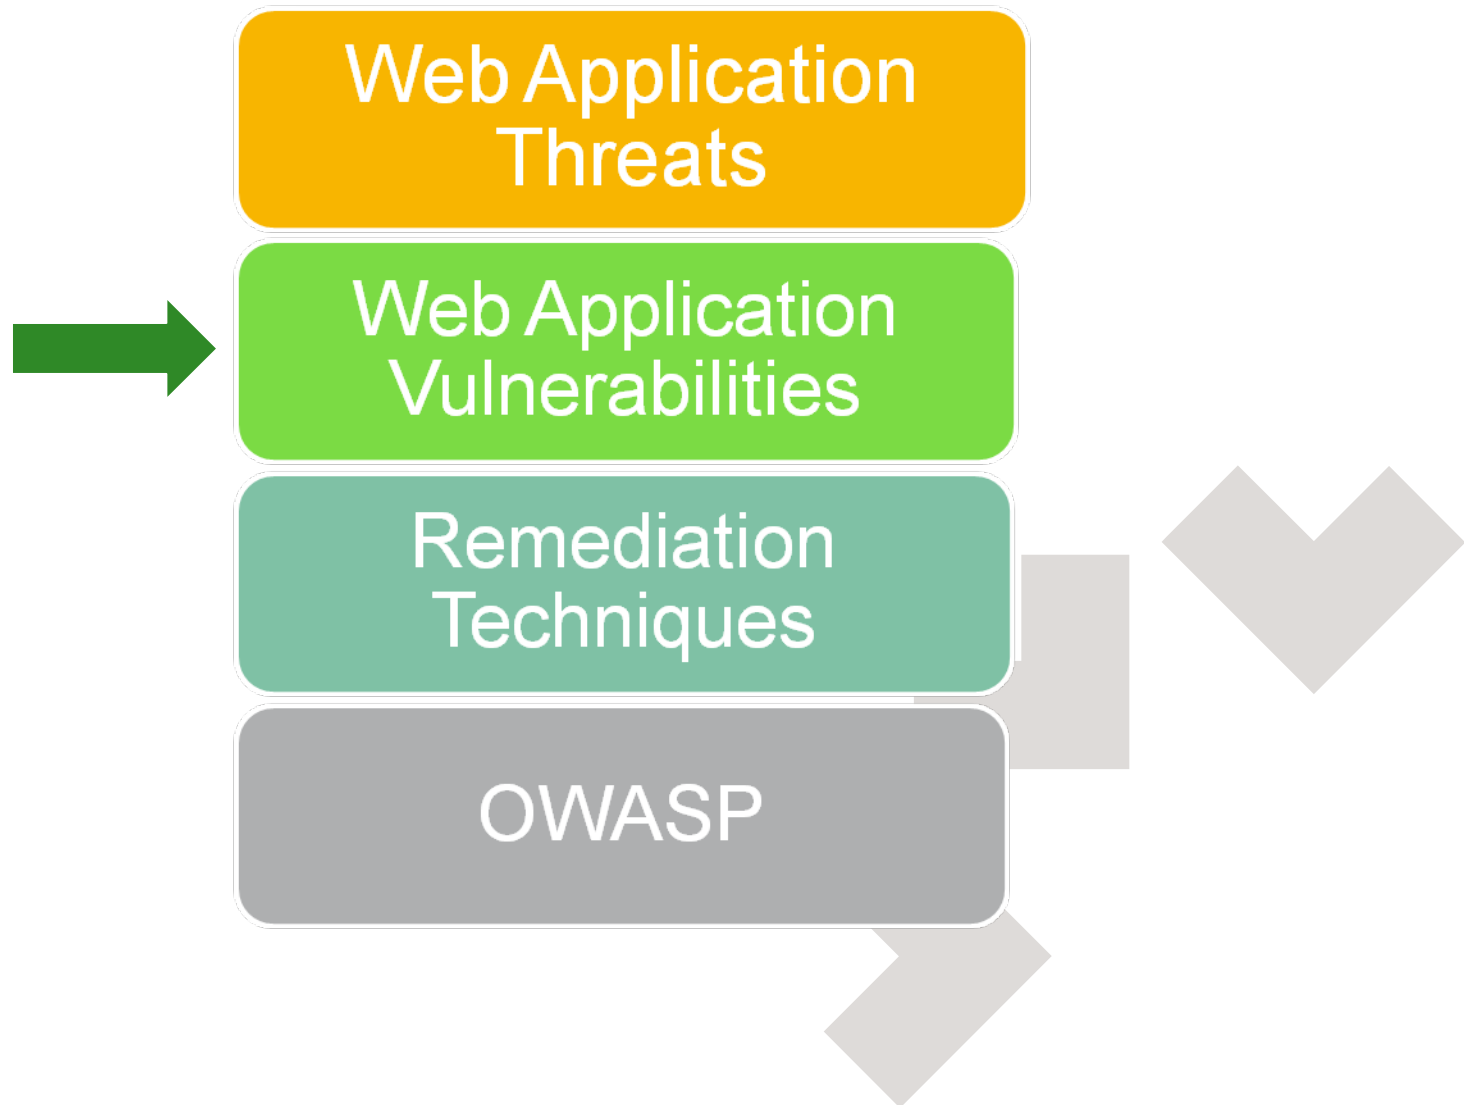 Web Application
Threats
Web Application
Vulnerabilities
Remediation
Techniques
OWASP